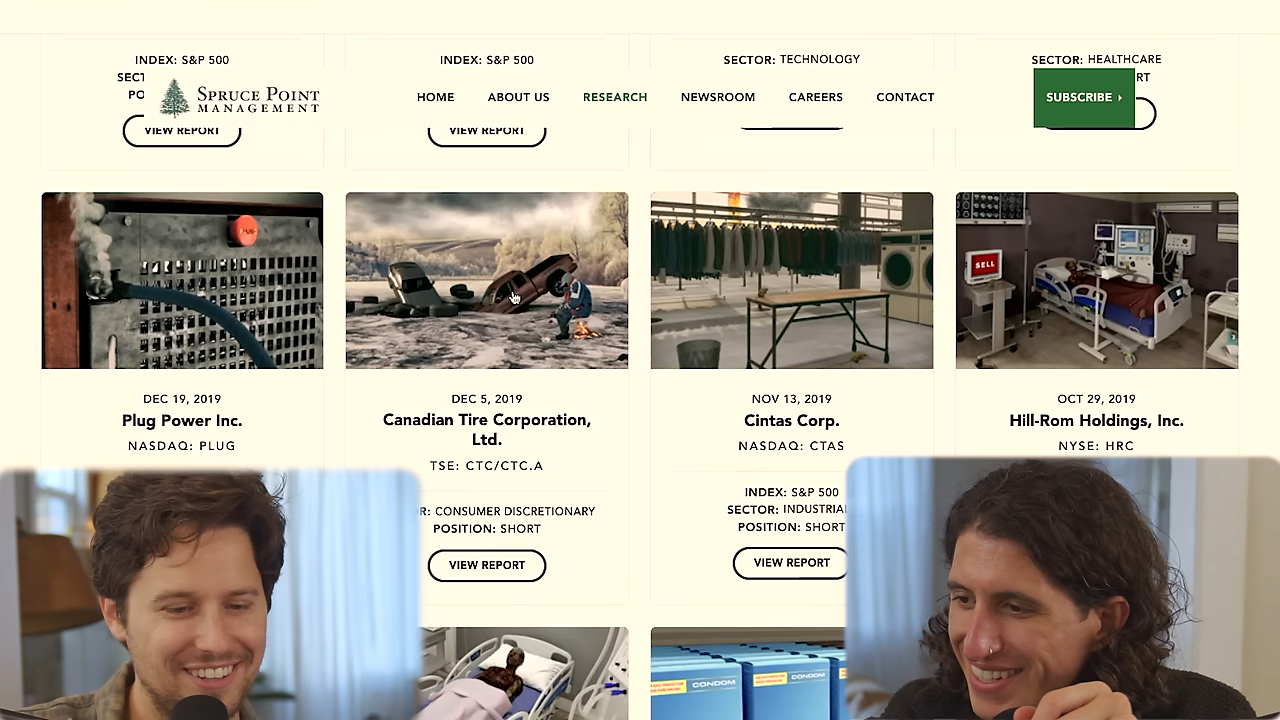 INDEX: S&P 500
INDEX: S&P 500
SECTOR: TECHNOLOGY
SECTOR: HEALTHCARE
SPRUCE POINT
MANAGEMENT
HOME
ABOUT US
RESEARCH
NEWSROOM
CAREERS
CONTACT
SUBSCRIBE
VIEW REPORT
VIEW REPORT
SELL
DEC 19, 2019
Plug Power Inc.
NASDAQ: PLUG
DEC 5, 2019
Canadian Tire Corporation,
Ltd.
TSE: CTC/CTC.A
CONSUMER DISCRETIONARY
POSITION: SHORT
VIEW REPORT
NOV 13, 2019
Cintas Corp.
NASDAQ: CTAS
INDEX: S&P 500
SECTOR: INDUSTRIAL
POSITION: SHORT
VIEW REPORT
OCT 29, 2019
Hill-Rom Holdings, Inc.
NYSE: HRC
CONDOM
CONDOM